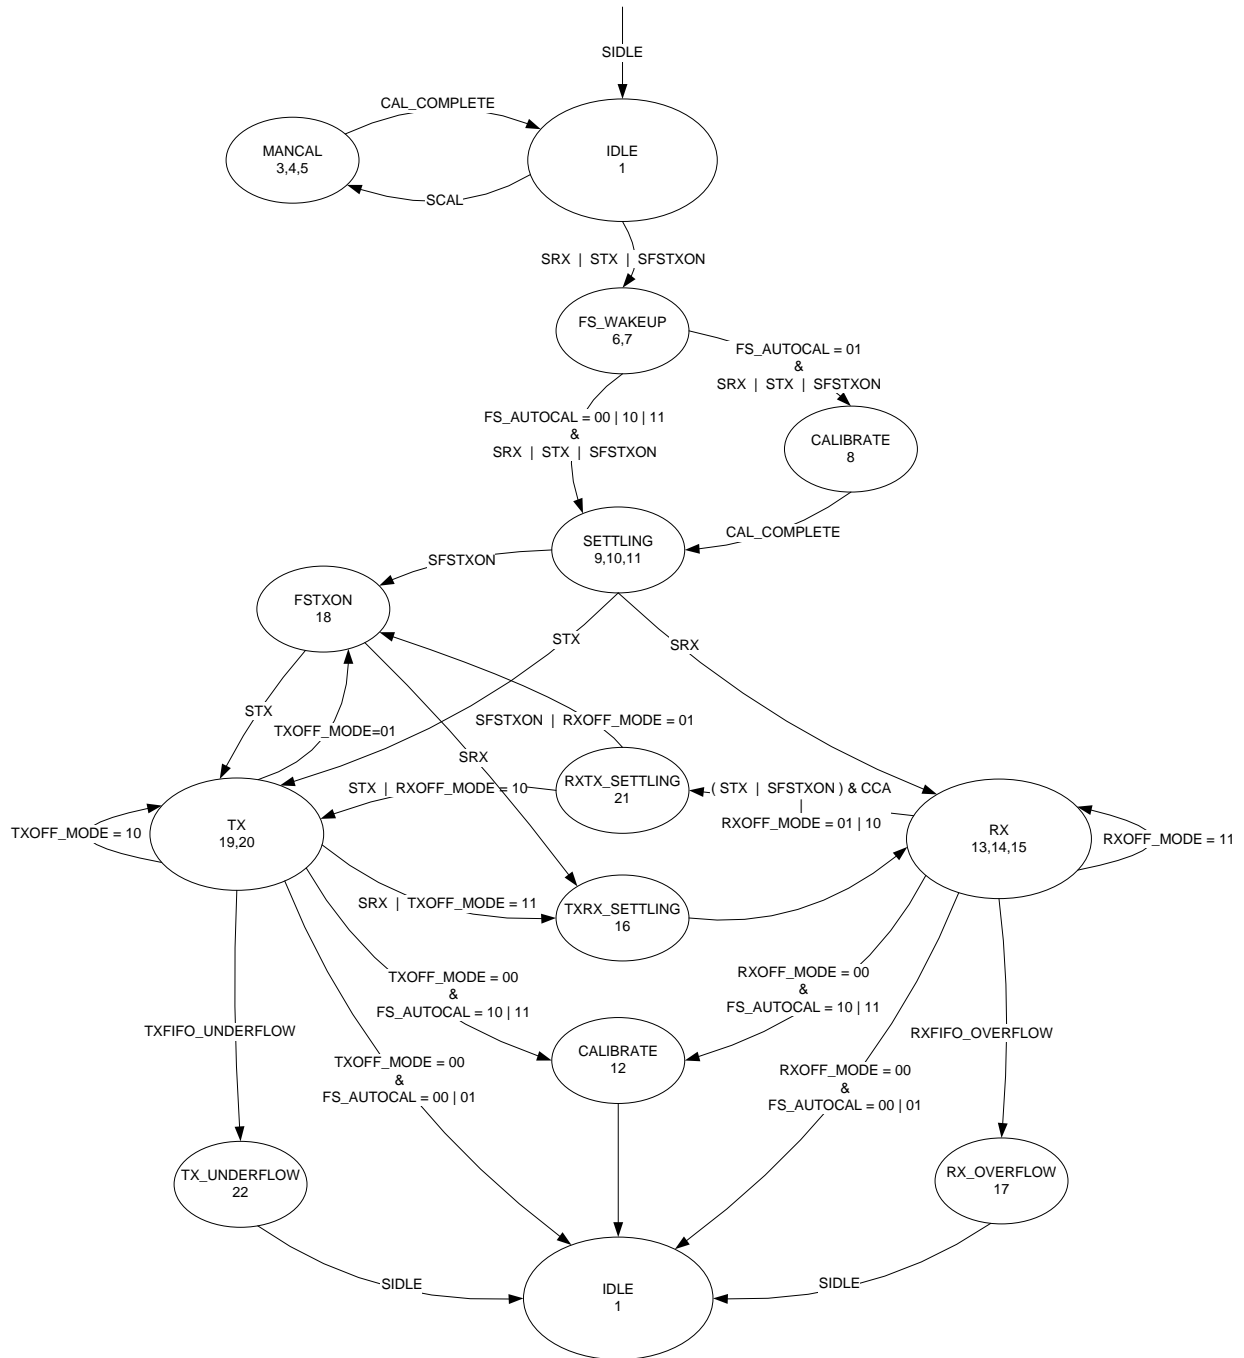 SIDLE
CAL_COMPLETE
MANCAL
3,4,5
IDLE
1
SCAL
SRX | STX | SFSTXON
FS_WAKEUP
6,7
FS_AUTOCAL = 01
&
SRX | STX | SFSTXON
FS_AUTOCAL = 00 | 10 | 11
&
SRX | STX | SFSTXON
CALIBRATE
8
CAL_COMPLETE
SETTLING
9,10,11
SFSTXON
FSTXON
18
STX
SRX
STX
TXOFF_MODE=01
SFSTXON | RXOFF_MODE = 01
SRX
RXTX_SETTLING
21
STX | RXOFF_MODE = 10
( STX | SFSTXON ) & CCA
|
RXOFF_MODE = 01 | 10
TXOFF_MODE = 10
TX
19,20
RX
13,14,15
RXOFF_MODE = 11
SRX | TXOFF_MODE = 11
TXRX_SETTLING
16
TXOFF_MODE = 00
&
FS_AUTOCAL = 10 | 11
RXOFF_MODE = 00
&
FS_AUTOCAL = 10 | 11
TXFIFO_UNDERFLOW
RXFIFO_OVERFLOW
CALIBRATE
12
TXOFF_MODE = 00
&
FS_AUTOCAL = 00 | 01
RXOFF_MODE = 00
&
FS_AUTOCAL = 00 | 01
TX_UNDERFLOW
22
RX_OVERFLOW
17
SIDLE
SIDLE
IDLE
1